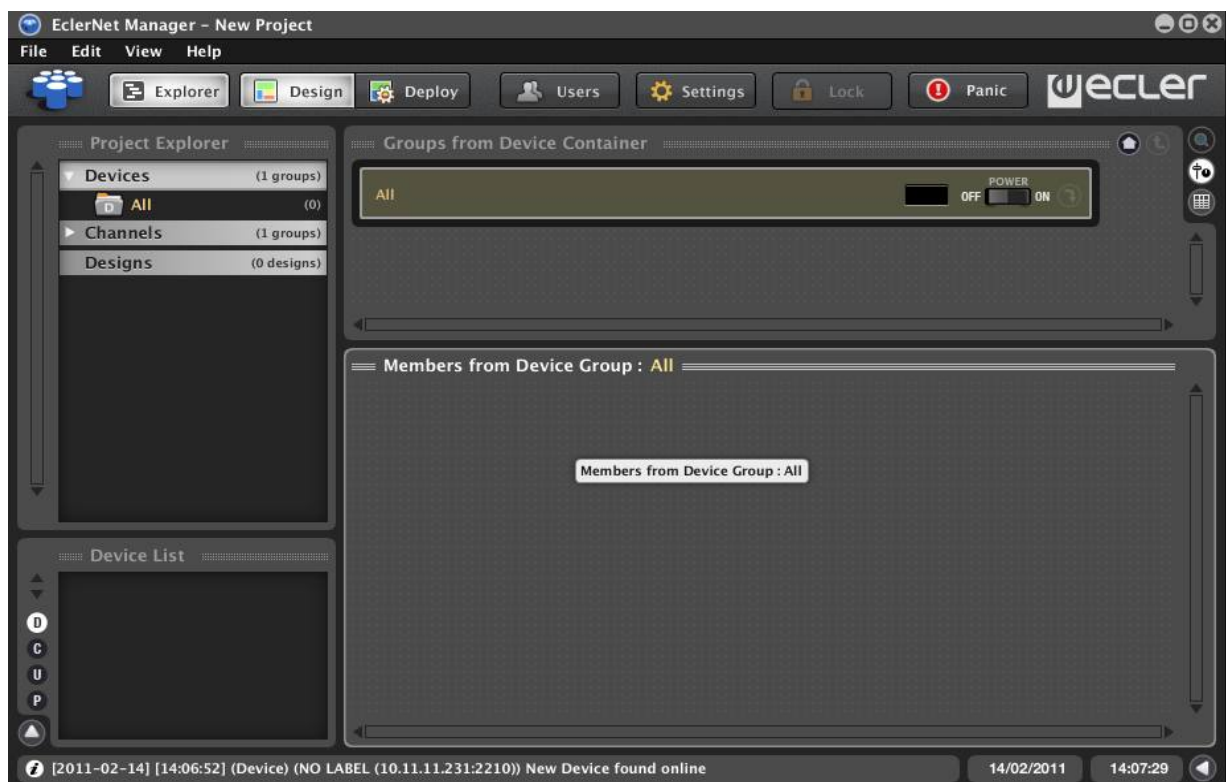 EclerNet Manager – New Project
File Edit View Help
Explorer Design Deploy Users Settings Lock Panic ecler
Project Explorer
Devices (1 groups)
D All (0)
Channels (1 groups)
Designs (0 designs)
Groups from Device Container
All OFF POWER ON
Members from Device Group : All
Members from Device Group : All
Device List
D
C
U
P
[2011-02-14] [14:06:52] (Device) (NO LABEL (10.11.11.231:2210)) New Device found online 14/02/2011 14:07:29